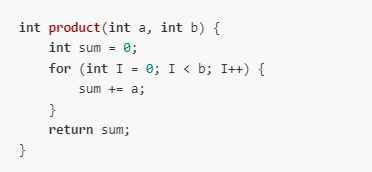 int product(int a, int b) {
    int sum = 0;
    for (int I = 0; I < b; I++) {
        sum += a;
    }
    return sum;
}